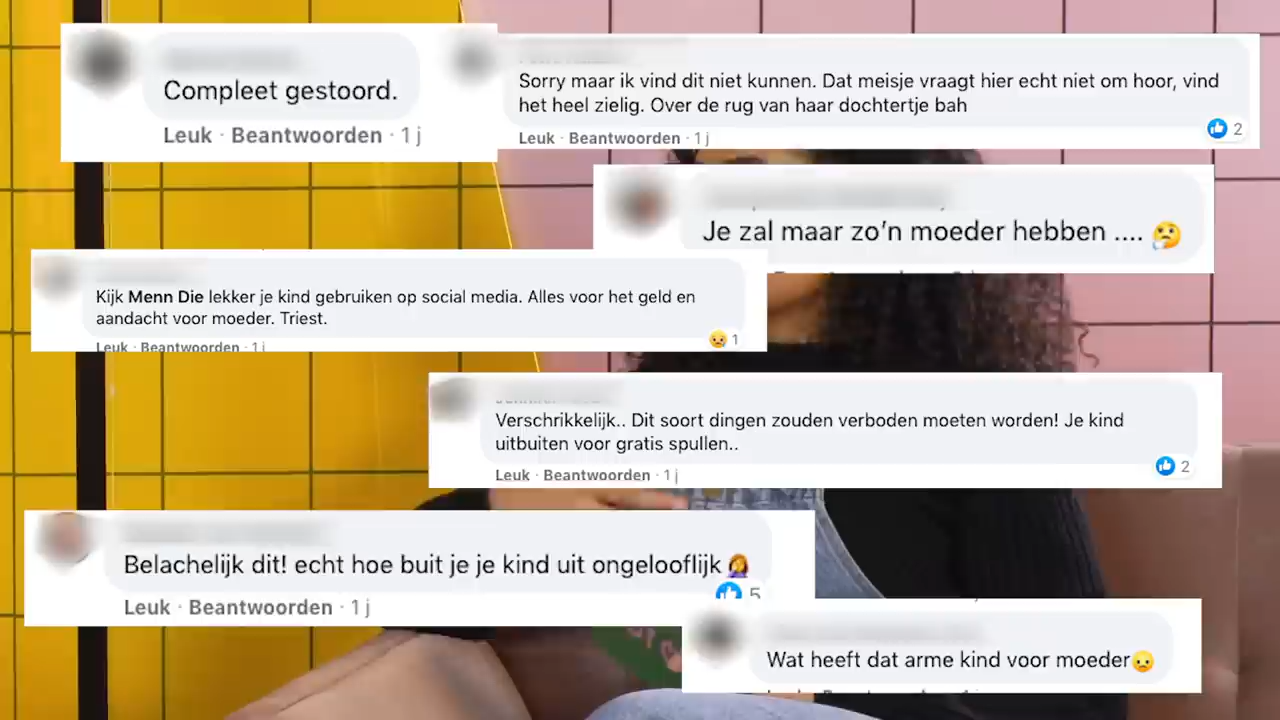 Compleet gestoord.
Leuk · Beantwoorden · 1 j
Sorry maar ik vind dit niet kunnen. Dat meisje vraagt hier echt niet om hoor, vind
het heel zielig. Over de rug van haar dochtertje bah
Leuk · Beantwoorden · 1 j
2
Je zal maar zo'n moeder hebben .... 🤔
Kijk Menn Die lekker je kind gebruiken op social media. Alles voor het geld en
aandacht voor moeder. Triest.
Leuk · Beantwoorden · 1 j
😢 1
Verschrikkelijk.. Dit soort dingen zouden verboden moeten worden! Je kind
uitbuiten voor gratis spullen..
Leuk · Beantwoorden · 1 j
2
Belachelijk dit! echt hoe buit je je kind uit ongelooflijk 🤦‍♀️
5
Leuk · Beantwoorden · 1 j
Wat heeft dat arme kind voor moeder😞